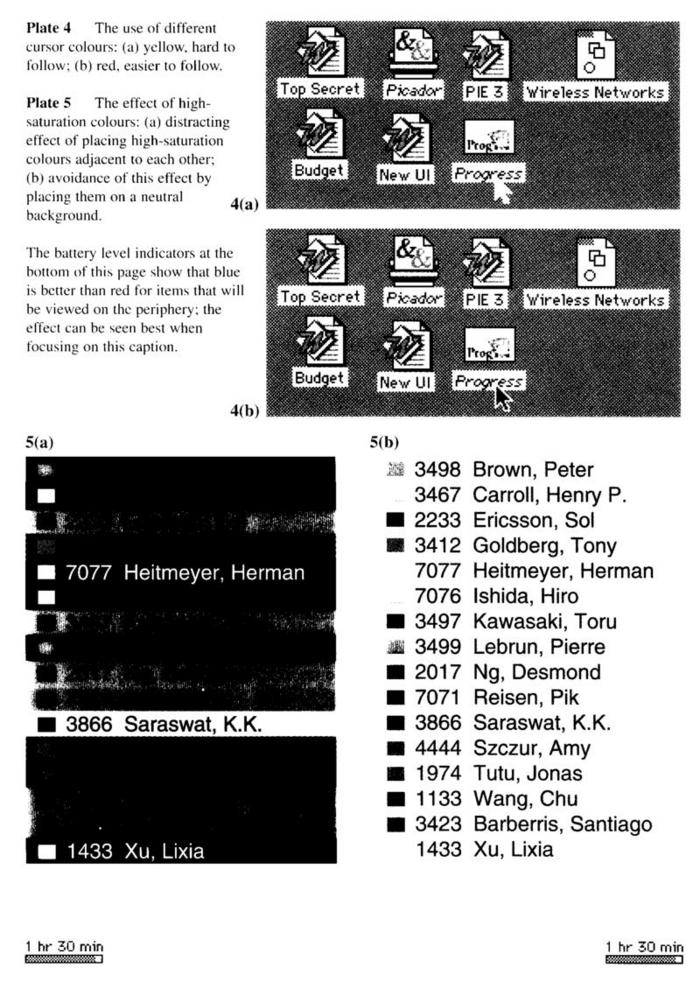 Plate 4 The use of different
cursor colours: (a) yellow, hard to
follow; (b) red, easier to follow.
Plate 5 The effect of high-
saturation colours: (a) distracting
effect of placing high-saturation
colours adjacent to each other;
(b) avoidance of this effect by
placing them on a neutral
background.
The battery level indicators at the
bottom of this page show that blue
is better than red for items that will
be viewed on the periphery; the
effect can be seen best when
focusing on this caption.
4(a)
Top Secret Picador PIE 3 Wireless Networks
Prog
Budget New UI Progress
4(b)
Top Secret Picador PIE 3 Wireless Networks
Prog
Budget New UI Progress
5(a)
7077 Heitmeyer, Herman
3866 Saraswat, K.K.
1433 Xu, Lixia
5(b)
3498 Brown, Peter
3467 Carroll, Henry P.
2233 Ericsson, Sol
3412 Goldberg, Tony
7077 Heitmeyer, Herman
7076 Ishida, Hiro
3497 Kawasaki, Toru
3499 Lebrun, Pierre
2017 Ng, Desmond
7071 Reisen, Pik
3866 Saraswat, K.K.
4444 Szczur, Amy
1974 Tutu, Jonas
1133 Wang, Chu
3423 Barberris, Santiago
1433 Xu, Lixia
1 hr 30 min
1 hr 30 min